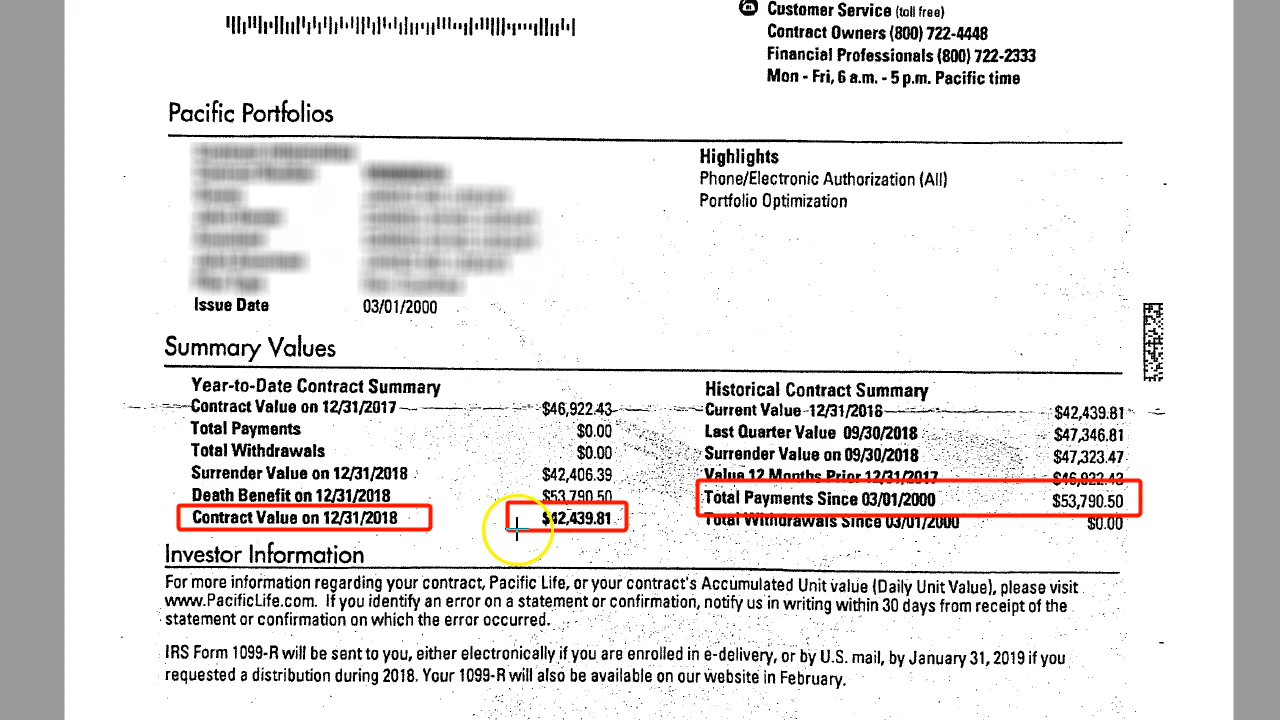 Customer Service (toll free)
Contract Owners (800) 722-4448
Financial Professionals (800) 722-2333
Mon - Fri, 6 a.m. - 5 p.m. Pacific time
Pacific Portfolios
Highlights
Phone/Electronic Authorization (All)
Portfolio Optimization
Issue Date 03/01/2000
Summary Values
Year-to-Date Contract Summary
Contract Value on 12/31/2017 $46,922.43
Total Payments $0.00
Total Withdrawals $0.00
Surrender Value on 12/31/2018 $42,406.39
Death Benefit on 12/31/2018 $53,790.50
Contract Value on 12/31/2018 $42,439.81
Historical Contract Summary
Current Value 12/31/2018 $42,439.81
Last Quarter Value 09/30/2018 $47,346.81
Surrender Value on 09/30/2018 $47,323.47
Value 12 Months Prior 12/31/2017 $46,922.43
Total Payments Since 03/01/2000 $53,790.50
Total Withdrawals Since 03/01/2000 $0.00
Investor Information
For more information regarding your contract, Pacific Life, or your contract's Accumulated Unit value (Daily Unit Value), please visit
www.PacificLife.com. If you identify an error on a statement or confirmation, notify us in writing within 30 days from receipt of the
statement or confirmation on which the error occurred.
IRS Form 1099-R will be sent to you, either electronically if you are enrolled in e-delivery, or by U.S. mail, by January 31, 2019 if you
requested a distribution during 2018. Your 1099-R will also be available on our website in February.